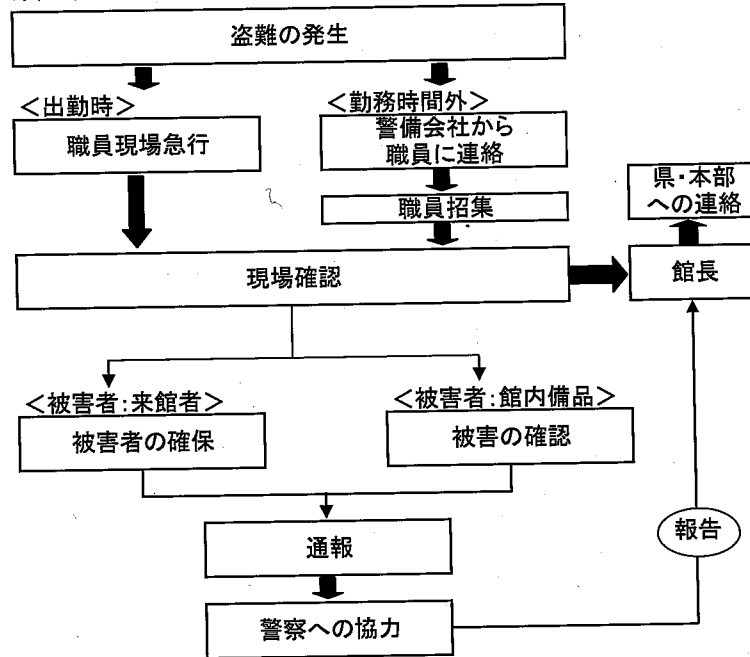 盗難の発生
＜出勤時＞
職員現場急行
＜勤務時間外＞
警備会社から
職員に連絡
職員招集
県・本部
への連絡
現場確認
館長
＜被害者：来館者＞
被害者の確保
＜被害者：館内備品＞
被害の確認
通報
報告
警察への協力